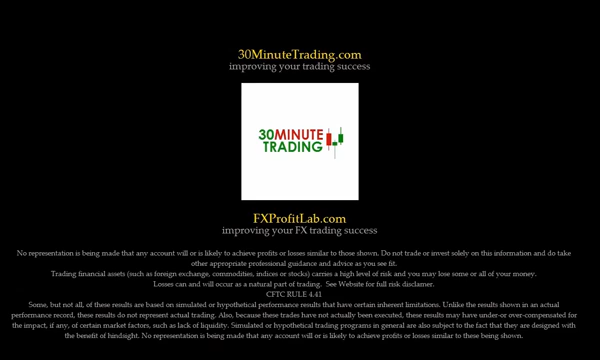 30MinuteTrading.com
improving your trading success
30MINUTE
TRADING
FXProfitLab.com
improving your FX trading success
No representation is being made that any account will or is likely to achieve profits or losses similar to those shown. Do not trade or invest solely on this information and do take
other appropriate professional guidance and advice as you see fit.
Trading financial assets (such as foreign exchange, commodities, indices or stocks) carries a high level of risk and you may lose some or all of your money.
Losses can and will occur as a natural part of trading. See Website for full risk disclamer.
CFTC RULE 4.41
Some, but not all, of these results are based on simulated or hypothetical performance results that have certain inherent limitations. Unlike the results shown in an actual
performance record, these results do not represent actual trading. Also, because these trades have not actually been executed, these results may have under-or over-compensated for
the impact, if any, of certain market factors, such as lack of liquidity. Simulated or hypothetical trading programs in general are also subject to the fact that they are designed with
the benefit of hindsight. No representation is being made that any account will or is likely to achieve profits or losses similar to these being shown.